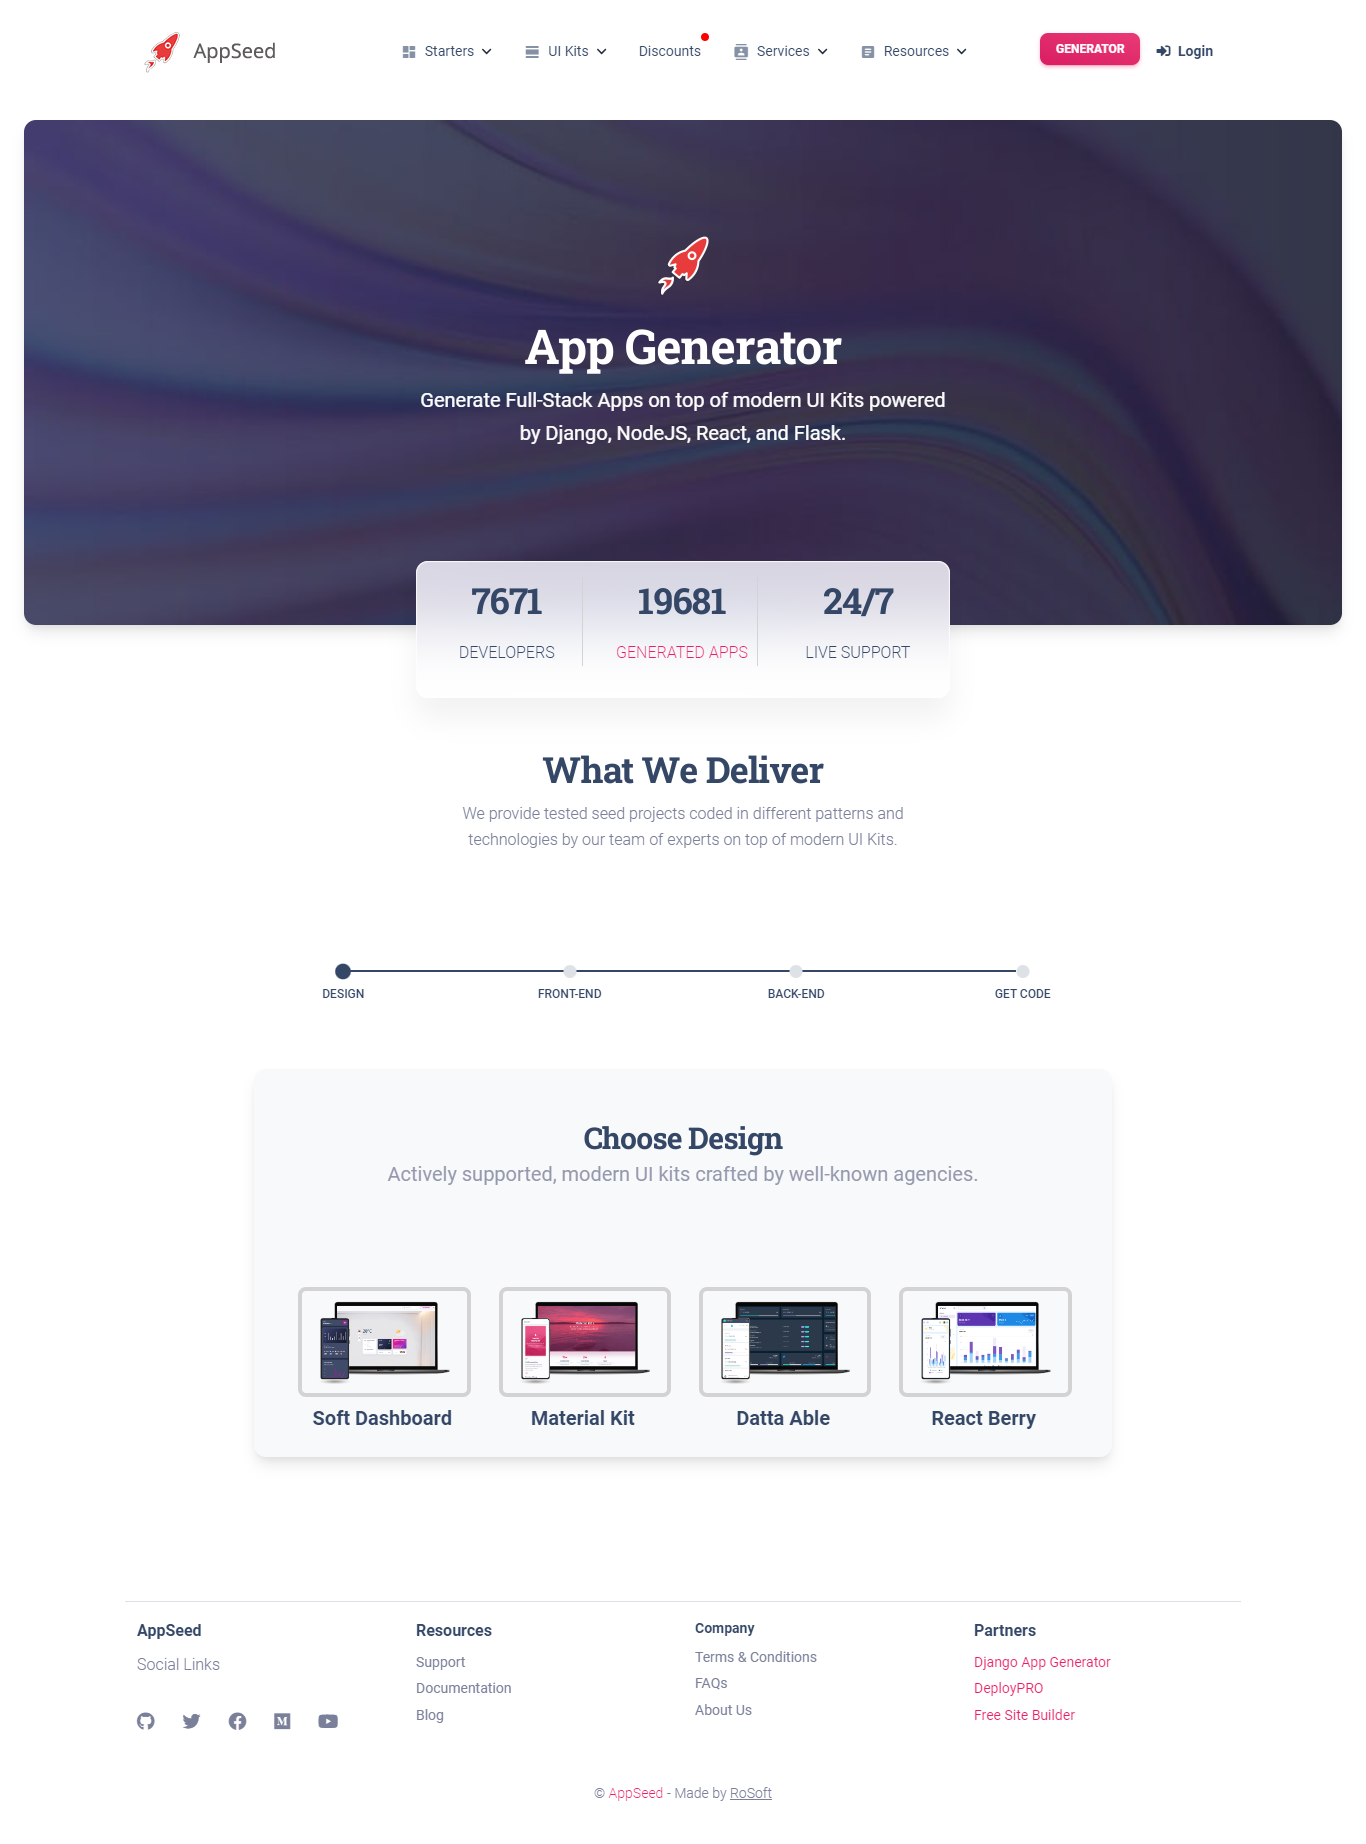 AppSeed
Starters
UI Kits
Discounts
Services
Resources
GENERATOR
Login
App Generator
Generate Full-Stack Apps on top of modern UI Kits powered
by Django, NodeJS, React, and Flask.
7671
19681
24/7
DEVELOPERS
GENERATED APPS
LIVE SUPPORT
What We Deliver
We provide tested seed projects coded in different patterns and
technologies by our team of experts on top of modern UI Kits.
DESIGN
FRONT-END
BACK-END
GET CODE
Choose Design
Actively supported, modern UI kits crafted by well-known agencies.
Soft Dashboard
Material Kit
Datta Able
React Berry
AppSeed
Social Links
Resources
Support
Documentation
Blog
Company
Terms & Conditions
FAQs
About Us
Partners
Django App Generator
DeployPRO
Free Site Builder
© AppSeed - Made by RoSoft